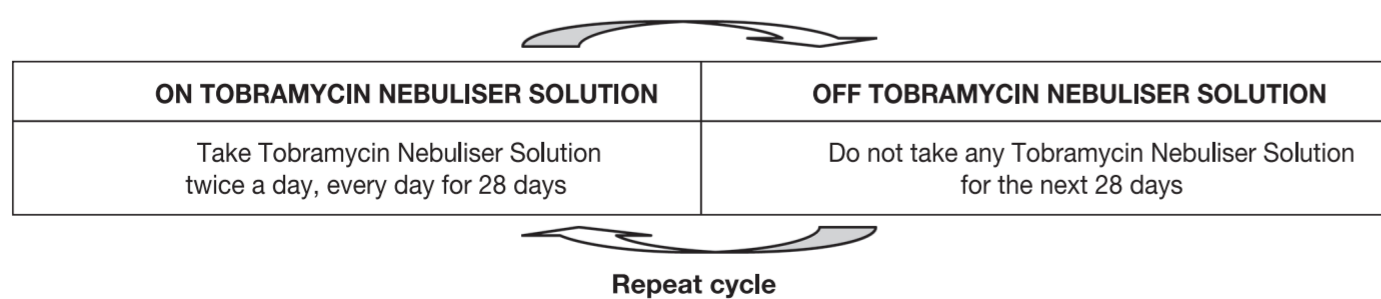 ON TOBRAMYCIN NEBULISER SOLUTION
OFF TOBRAMYCIN NEBULISER SOLUTION
Take Tobramycin Nebuliser Solution
twice a day, every day for 28 days
Do not take any Tobramycin Nebuliser Solution
for the next 28 days
Repeat cycle